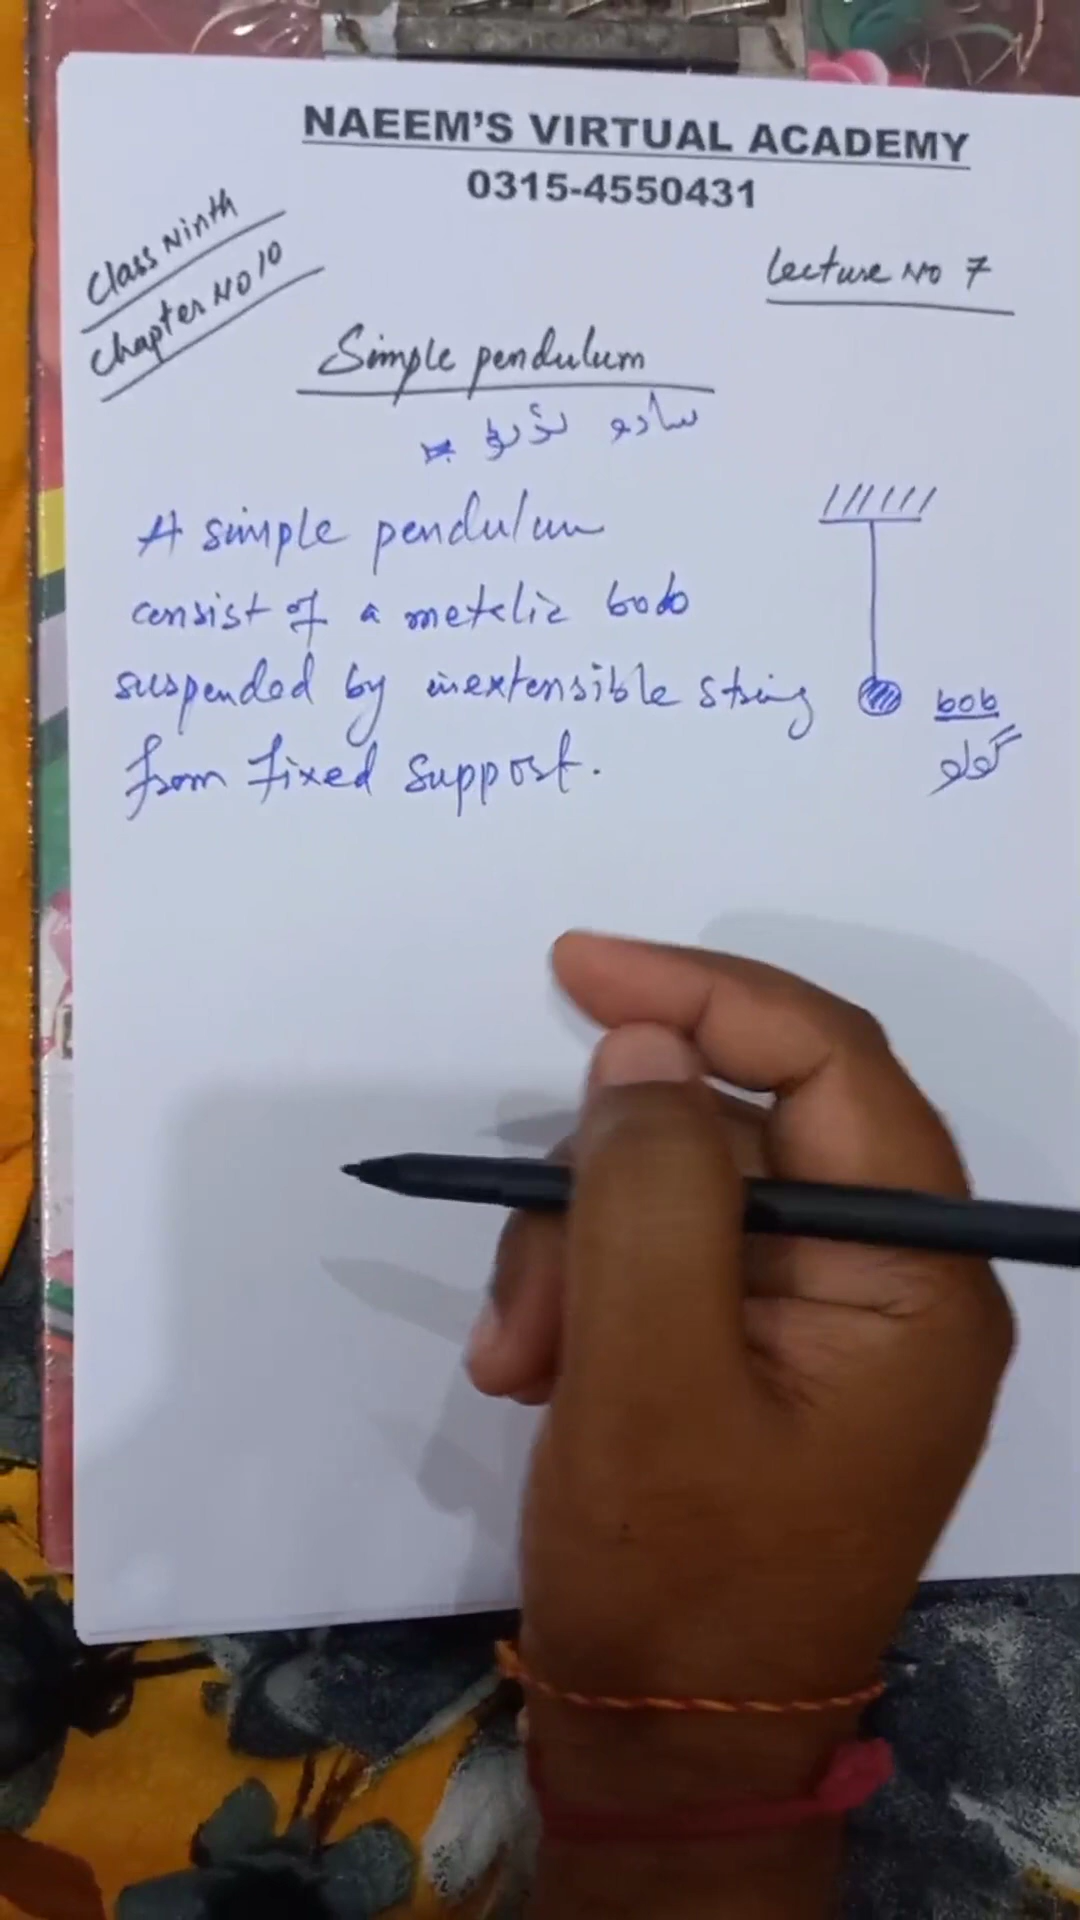 NAEEM'S VIRTUAL ACADEMY
0315-4550431
Class Ninth
Chapter No 10
Lecture No 7
Simple pendulum
سادہ
A simple pendulum
consist of a metelic bob
suspended by inextensible string
from fixed support.
bob
گولہ